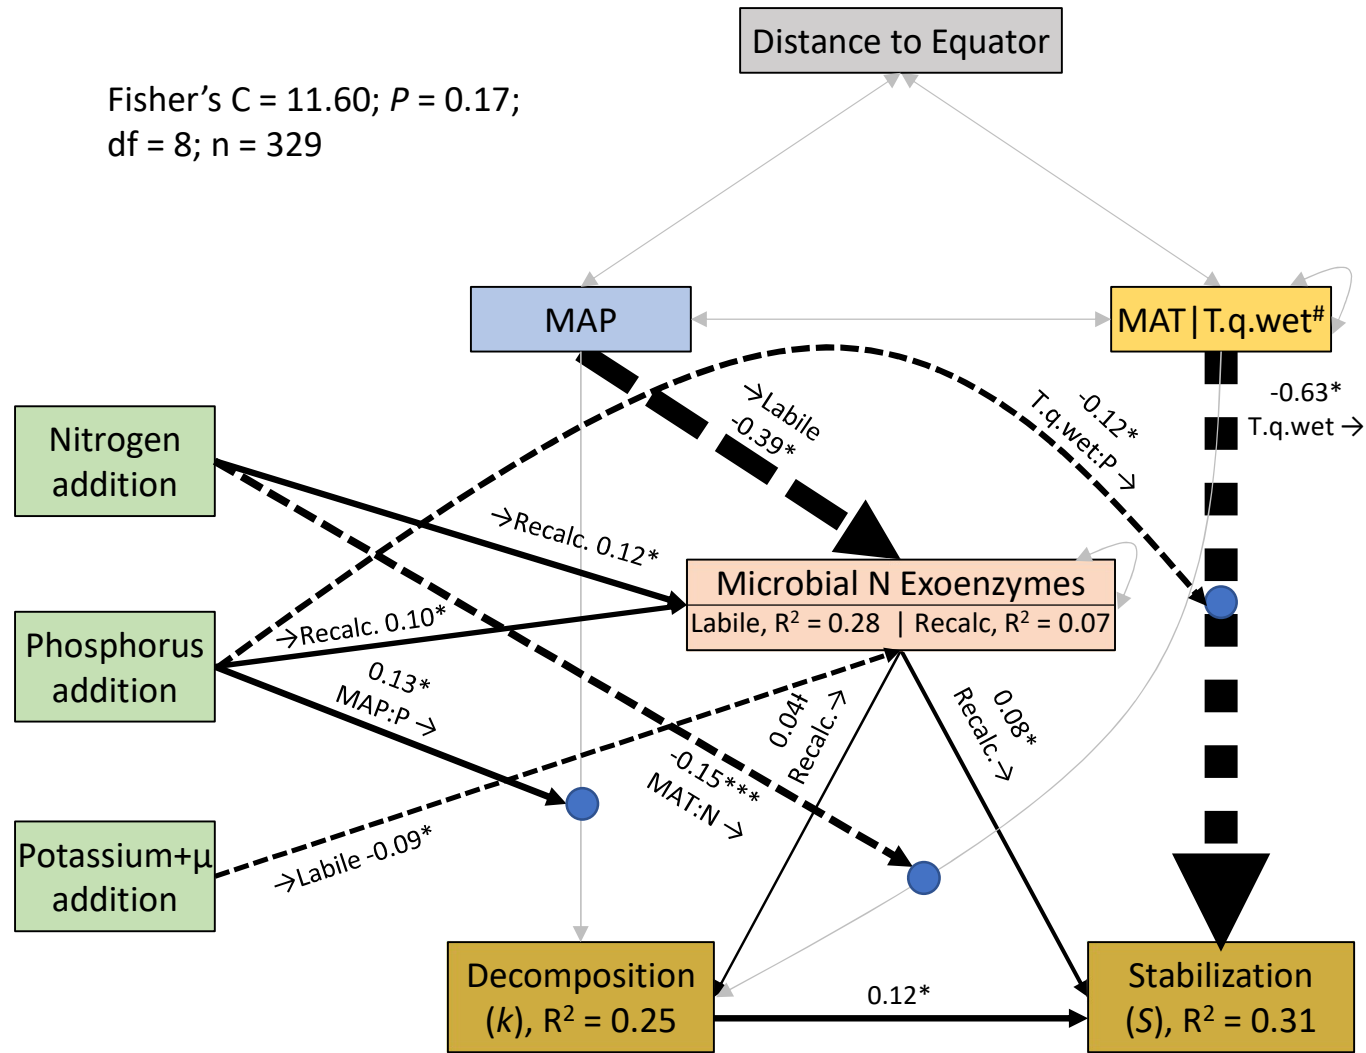 Distance to Equator
Fisher's C = 11.60; P = 0.17;
df = 8; n = 329
MAP
MAT|T.q.wet#
→Labile
-0.39*
-0.12*
T.q.wet:P →
-0.63*
T.q.wet →
Nitrogen
addition
→Recalc. 0.12*
Microbial N Exoenzymes
Labile, R² = 0.28 | Recalc, R² = 0.07
Phosphorus
addition
→Recalc. 0.10*
0.13*
MAP:P →
0.04ƚ
Recalc. →
0.08*
Recalc. →
-0.15***
MAT:N →
Potassium+μ
addition
→Labile -0.09*
Decomposition
(k), R² = 0.25
0.12*
Stabilization
(S), R² = 0.31